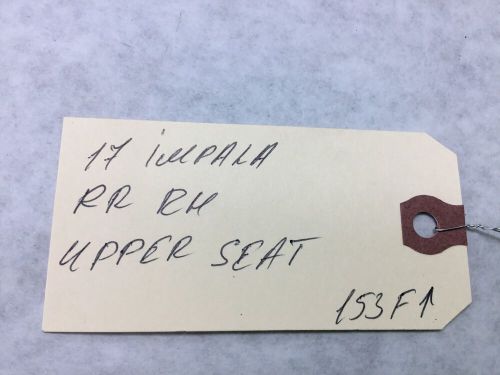 17 IMPALA
RR RH
UPPER SEAT
153F1